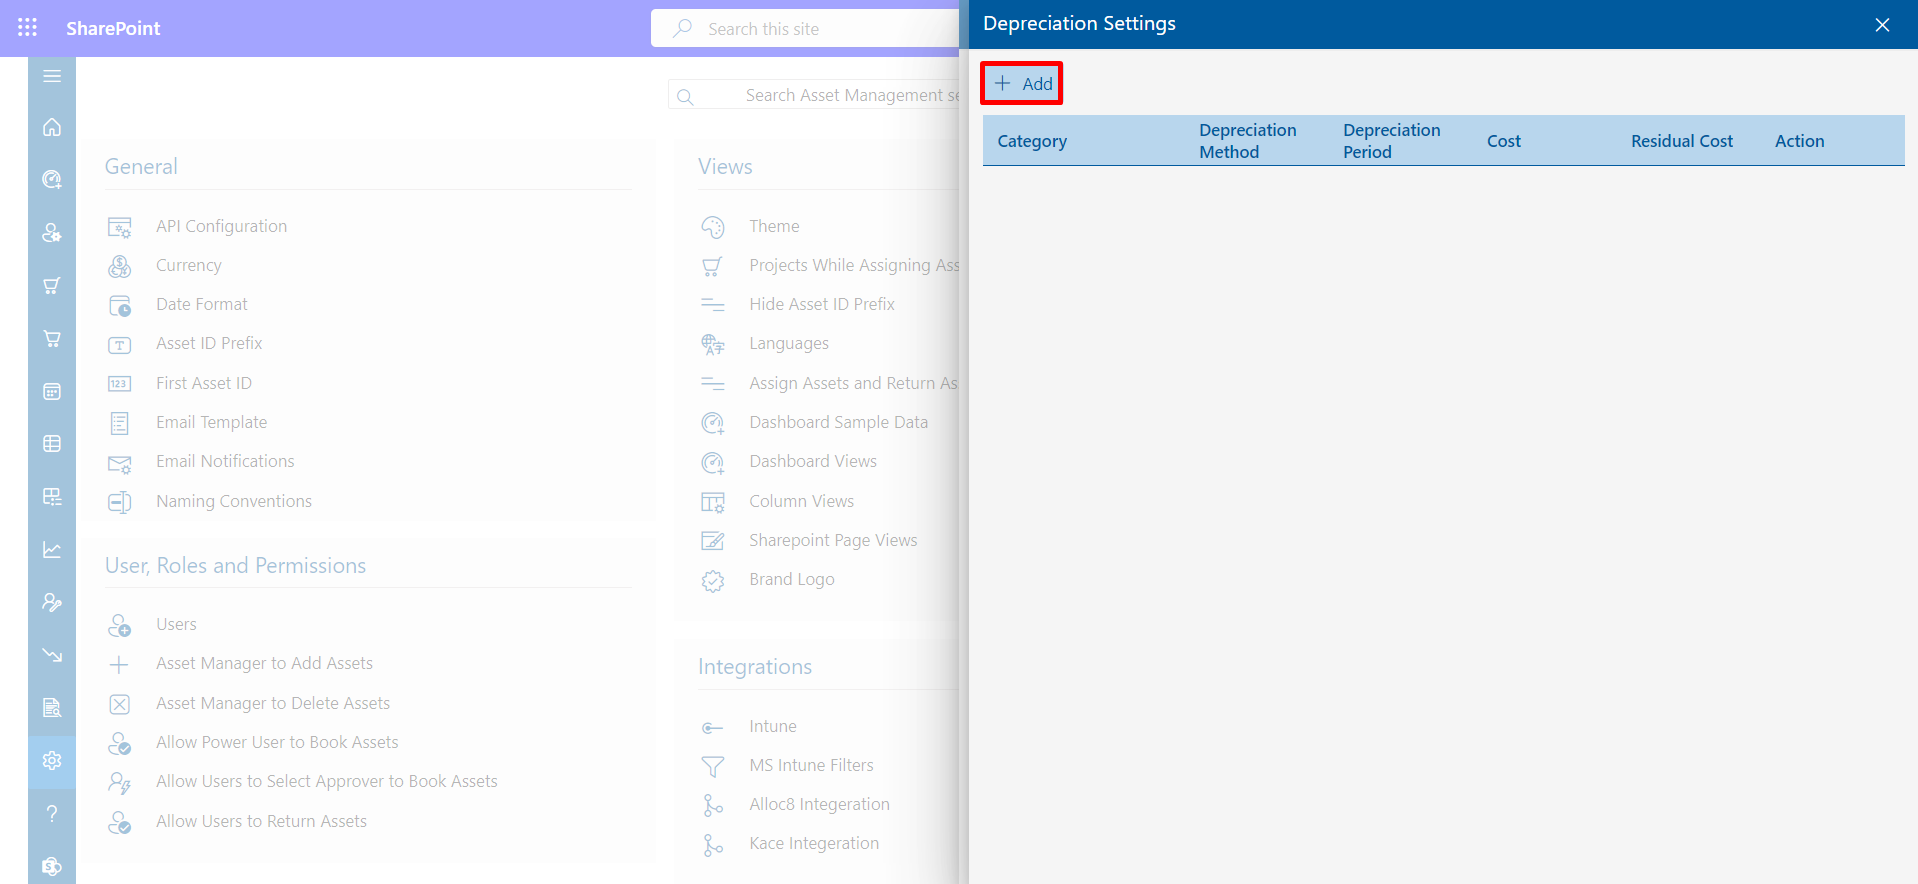 SharePoint
Search this site
Search Asset Management se
General
API Configuration
Currency
Date Format
Asset ID Prefix
First Asset ID
Email Template
Email Notifications
Naming Conventions
User, Roles and Permissions
Users
Asset Manager to Add Assets
Asset Manager to Delete Assets
Allow Power User to Book Assets
Allow Users to Select Approver to Book Assets
Allow Users to Return Assets
Views
Theme
Projects While Assigning Ass
Hide Asset ID Prefix
Languages
Assign Assets and Return As
Dashboard Sample Data
Dashboard Views
Column Views
Sharepoint Page Views
Brand Logo
Integrations
Intune
MS Intune Filters
Alloc8 Integeration
Kace Integeration
Depreciation Settings
Add
Category
Depreciation
Method
Depreciation
Period
Cost
Residual Cost
Action